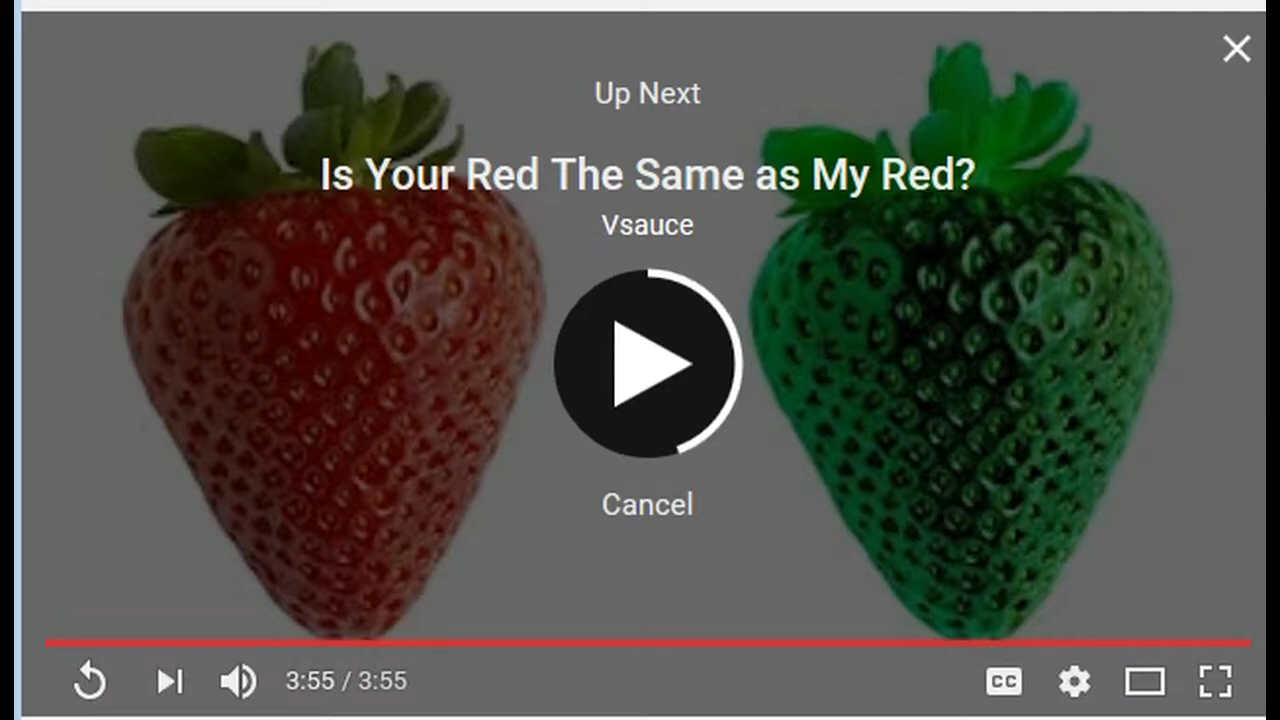 Up Next
Is Your Red The Same as My Red?
Vsauce
Cancel
3:55 / 3:55
CC